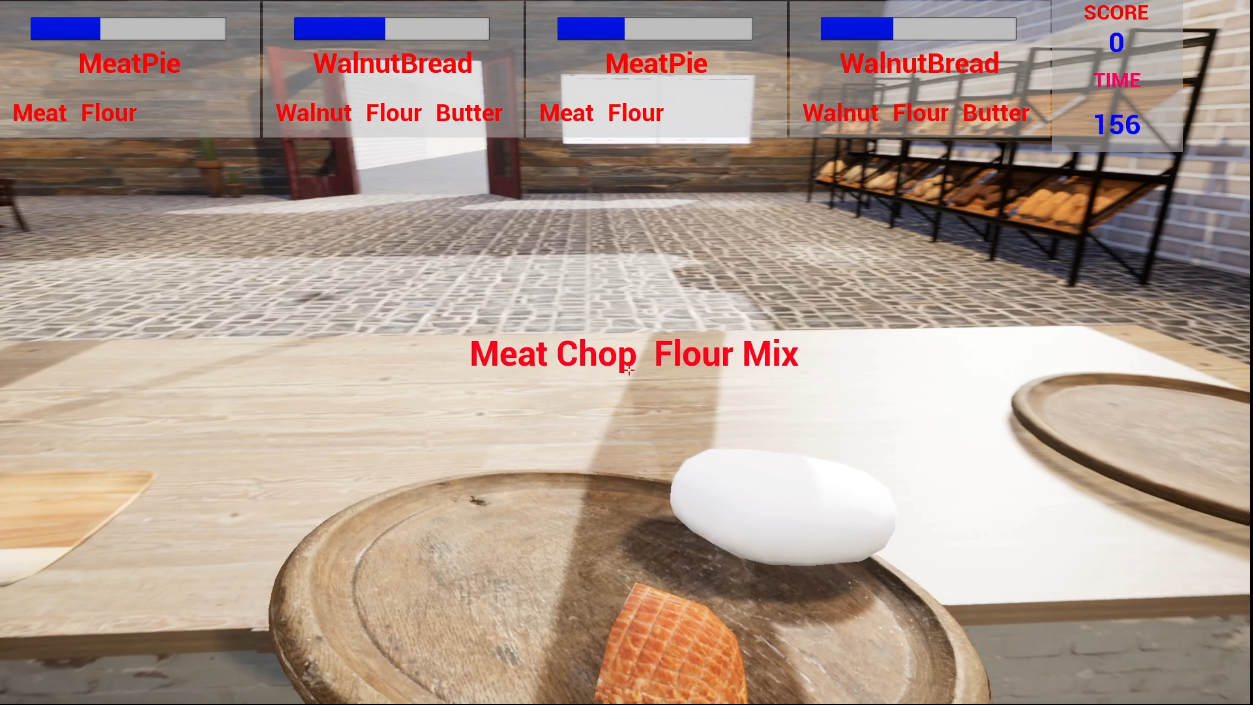 MeatPie
Meat Flour
WalnutBread
Walnut Flour Butter
MeatPie
Meat Flour
WalnutBread
Walnut Flour Butter
SCORE
0
TIME
156
Meat Chop Flour Mix